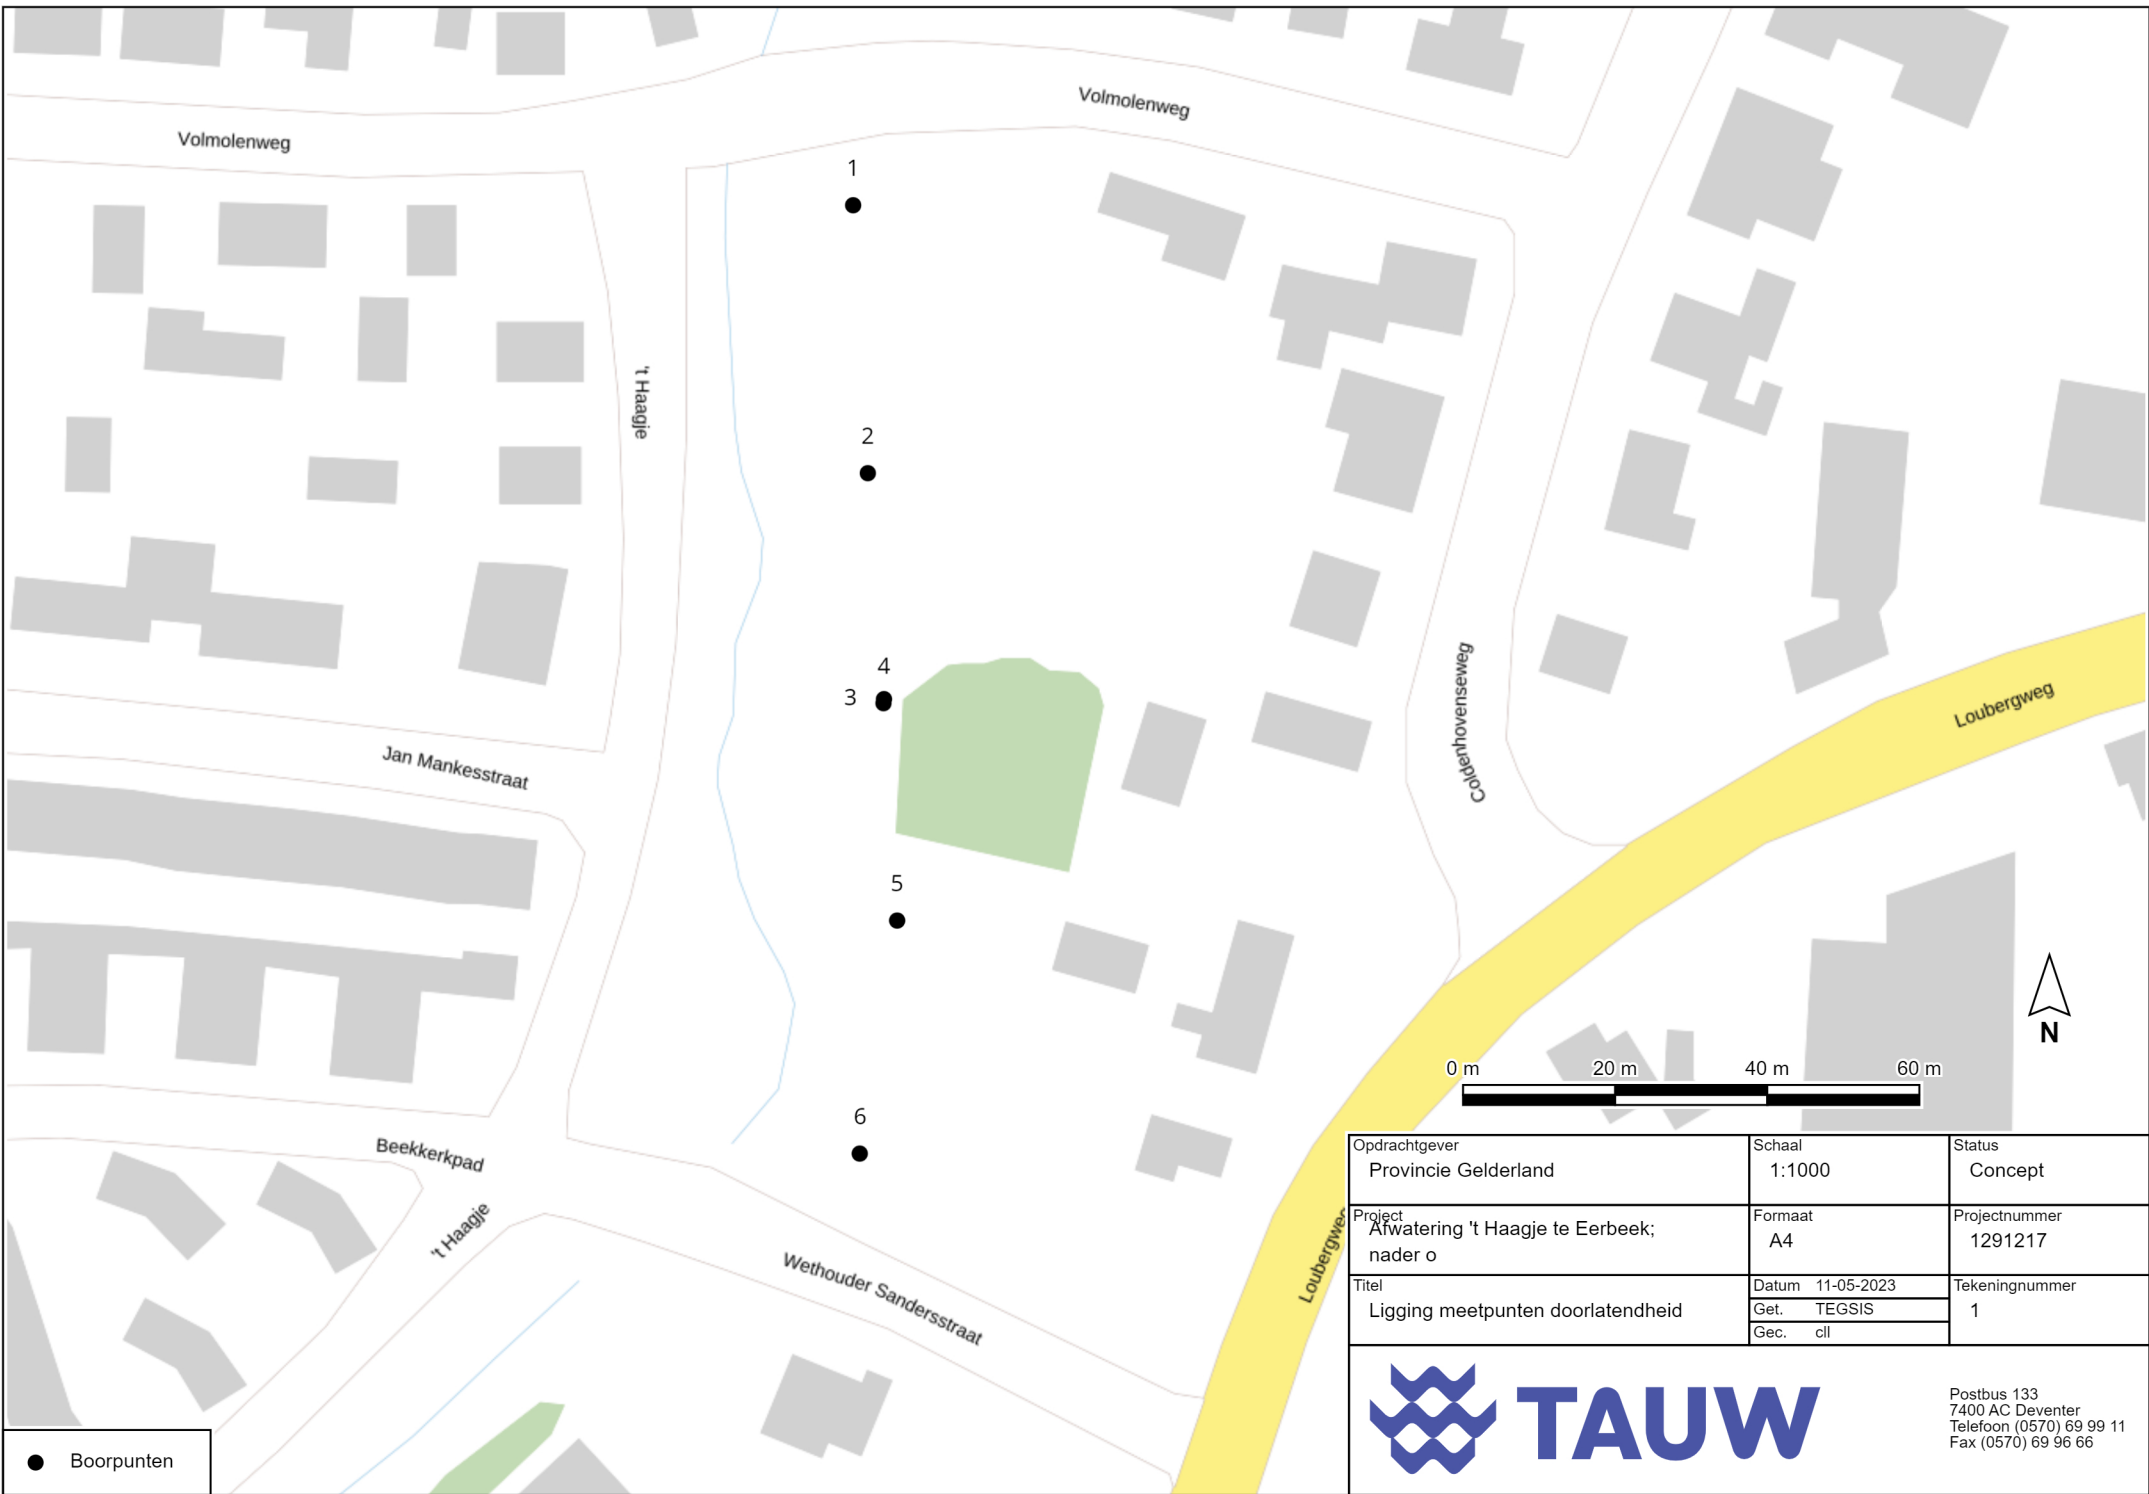 Volmolenweg
Volmolenweg
1
't Haagje
2
4
3
Coldenhovenseweg
Loubergweg
Jan Mankesstraat
5
N
0 m 20 m 40 m 60 m
6
Beekkerkpad
't Haagje
Wethouder Sandersstraat
Loubergweg
Opdrachtgever
Provincie Gelderland
Schaal
1:1000
Status
Concept
Project
Afwatering 't Haagje te Eerbeek;
nader o
Formaat
A4
Projectnummer
1291217
Titel
Ligging meetpunten doorlatendheid
Datum 11-05-2023
Get. TEGSIS
Gec. cll
Tekeningnummer
1
TAUW
Postbus 133
7400 AC Deventer
Telefoon (0570) 69 99 11
Fax (0570) 69 96 66
Boorpunten